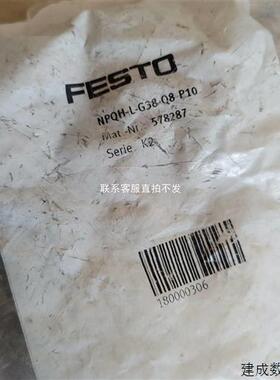 FESTO
NPQH-L-G38-Q8-P10
Mat.-Nr. 578287
Serie K2
联系客服直拍不发
180000306
建成数